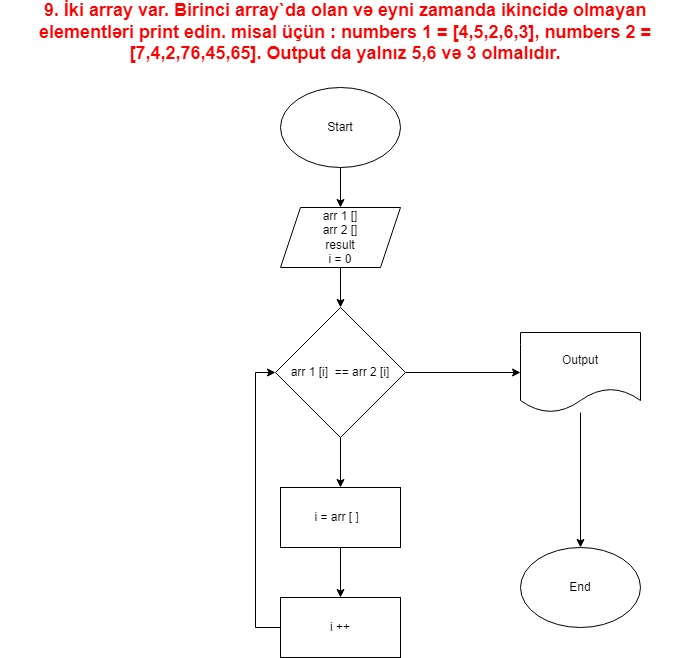 9. İki array var. Birinci array`da olan və eyni zamanda ikincidə olmayan
elementləri print edin. misal üçün : numbers 1 = [4,5,2,6,3], numbers 2 =
[7,4,2,76,45,65]. Output da yalnız 5,6 və 3 olmalıdır.
Start
arr 1 []
arr 2 []
result
i = 0
arr 1 [i]  == arr 2 [i]
Output
i = arr [ ]
End
i ++